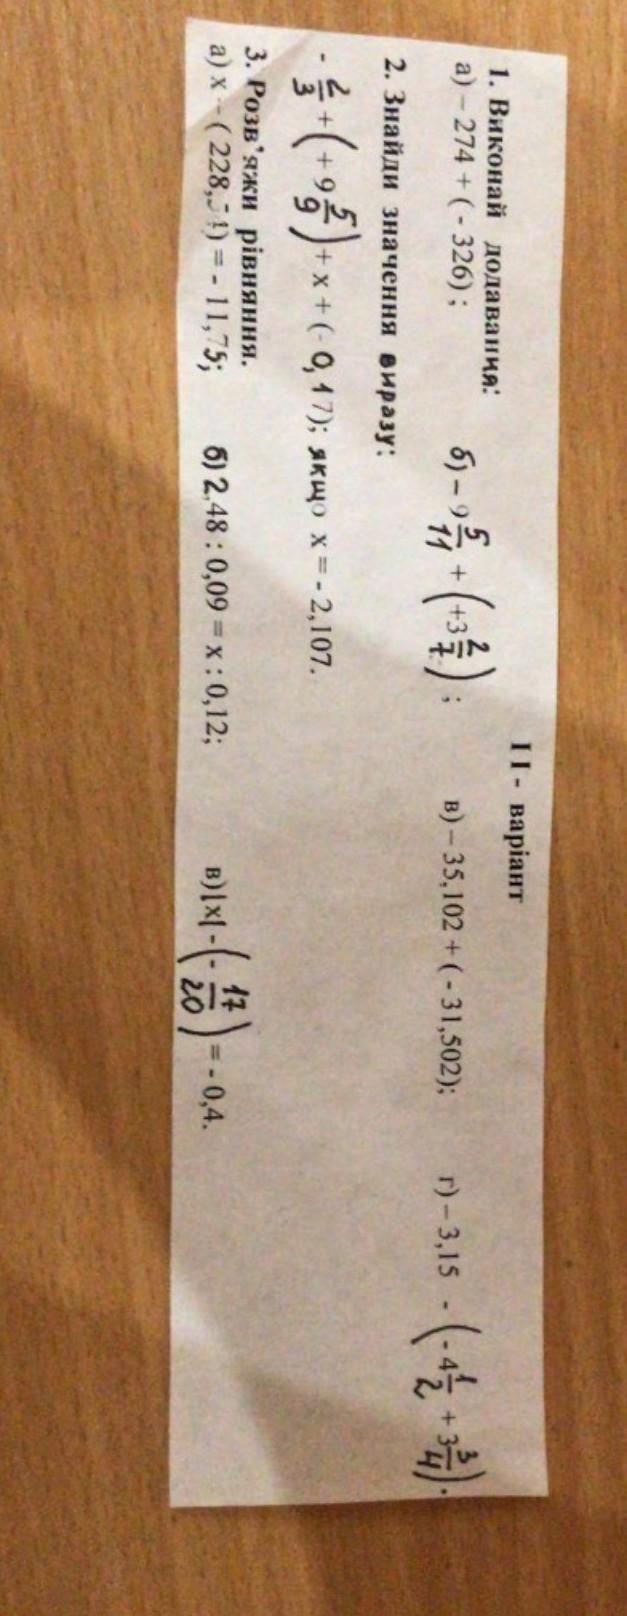 II- варіант
1. Виконай додавання:
а) – 274 + ( - 326) ; б) – 9 5/11 + ( +3 2/7 ) ; в) – 35,102 + ( - 31,502); г) – 3,15 - ( - 4 1/2 + 3 3/4 ).
2. Знайди значення виразу:
- 2/3 + ( + 9 5/9 ) + x + (- 0,17); якщо x = - 2,107.
3. Розв’яжи рівняння.
а) x – ( = - 11,75; б) 2,48 : 0,09 = x : 0,12; в) |x| - ( - 17/20 ) = - 0,4.